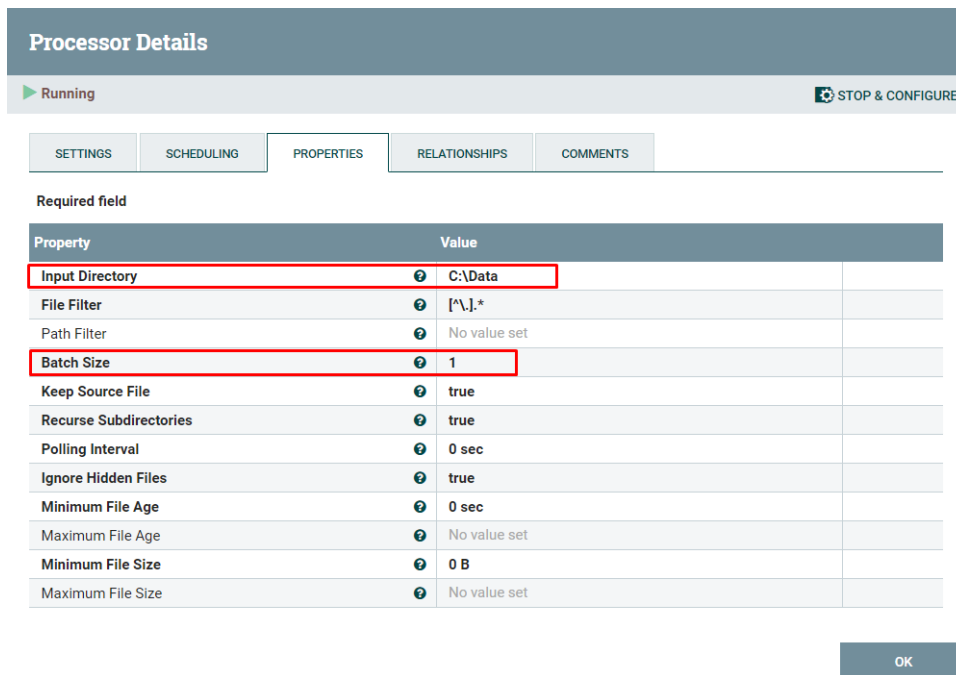 Processor Details
Running
STOP & CONFIGURE
SETTINGS SCHEDULING PROPERTIES RELATIONSHIPS COMMENTS
Required field
Property Value
Input Directory C:\Data
File Filter [^\.].*
Path Filter No value set
Batch Size 1
Keep Source File true
Recurse Subdirectories true
Polling Interval 0 sec
Ignore Hidden Files true
Minimum File Age 0 sec
Maximum File Age No value set
Minimum File Size 0 B
Maximum File Size No value set
OK